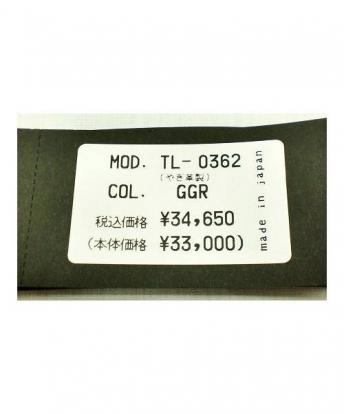 MOD. TL-0362
(やぎ革製)
COL. GGR
税込価格 ¥34,650
(本体価格 ¥33,000)
made in japan